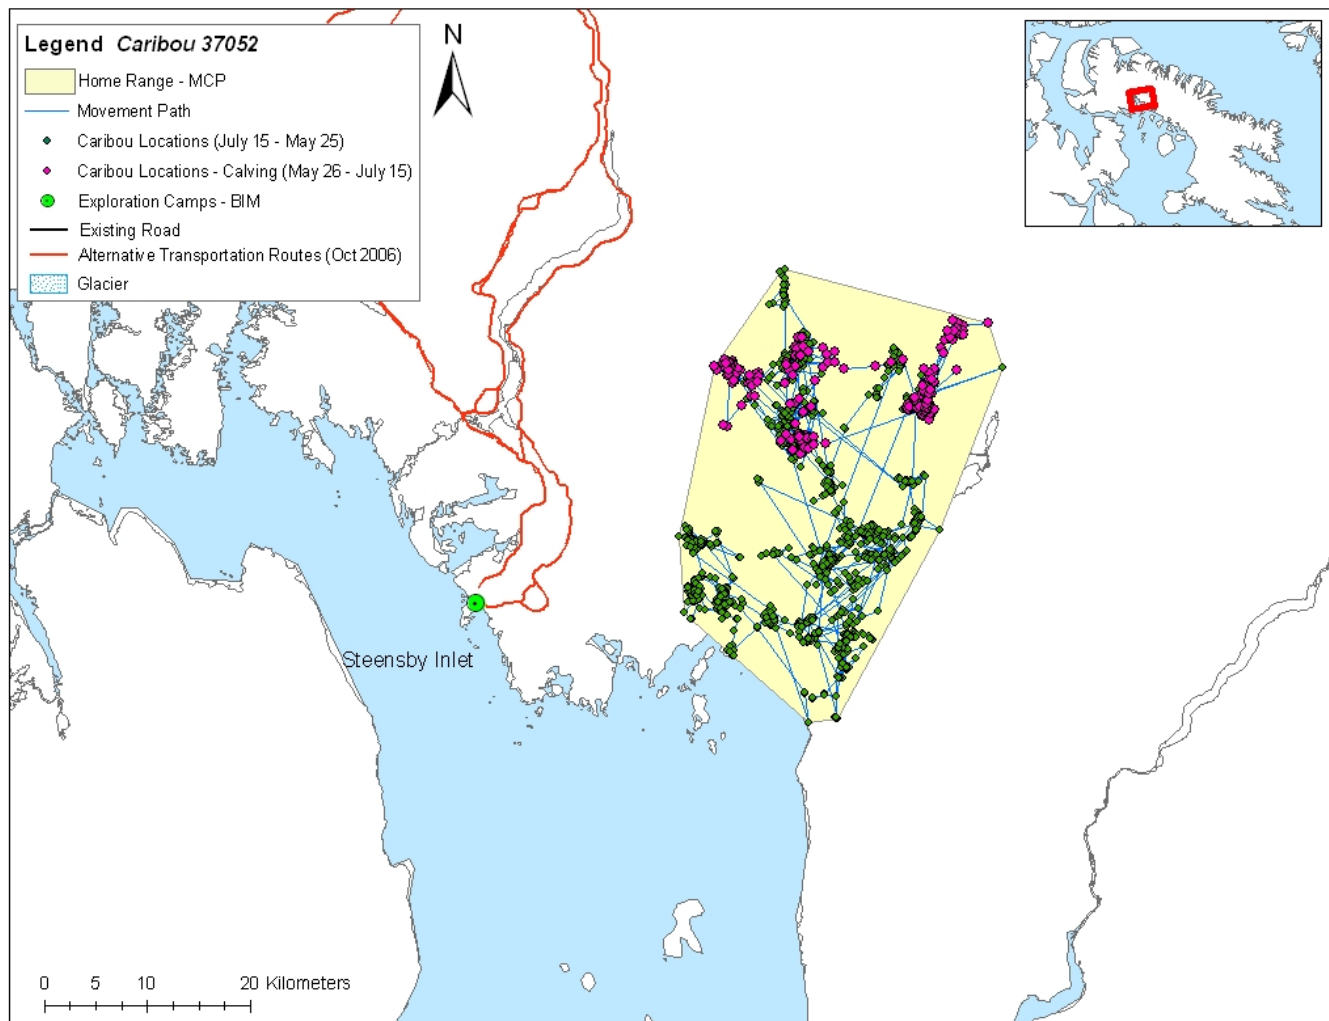 Legend Caribou 37052
Home Range - MCP
Movement Path
Caribou Locations (July 15 - May 25)
Caribou Locations - Calving (May 26 - July 15)
Exploration Camps - BIM
Existing Road
Alternative Transportation Routes (Oct 2006)
Glacier
N
Steensby Inlet
0 5 10 20 Kilometers